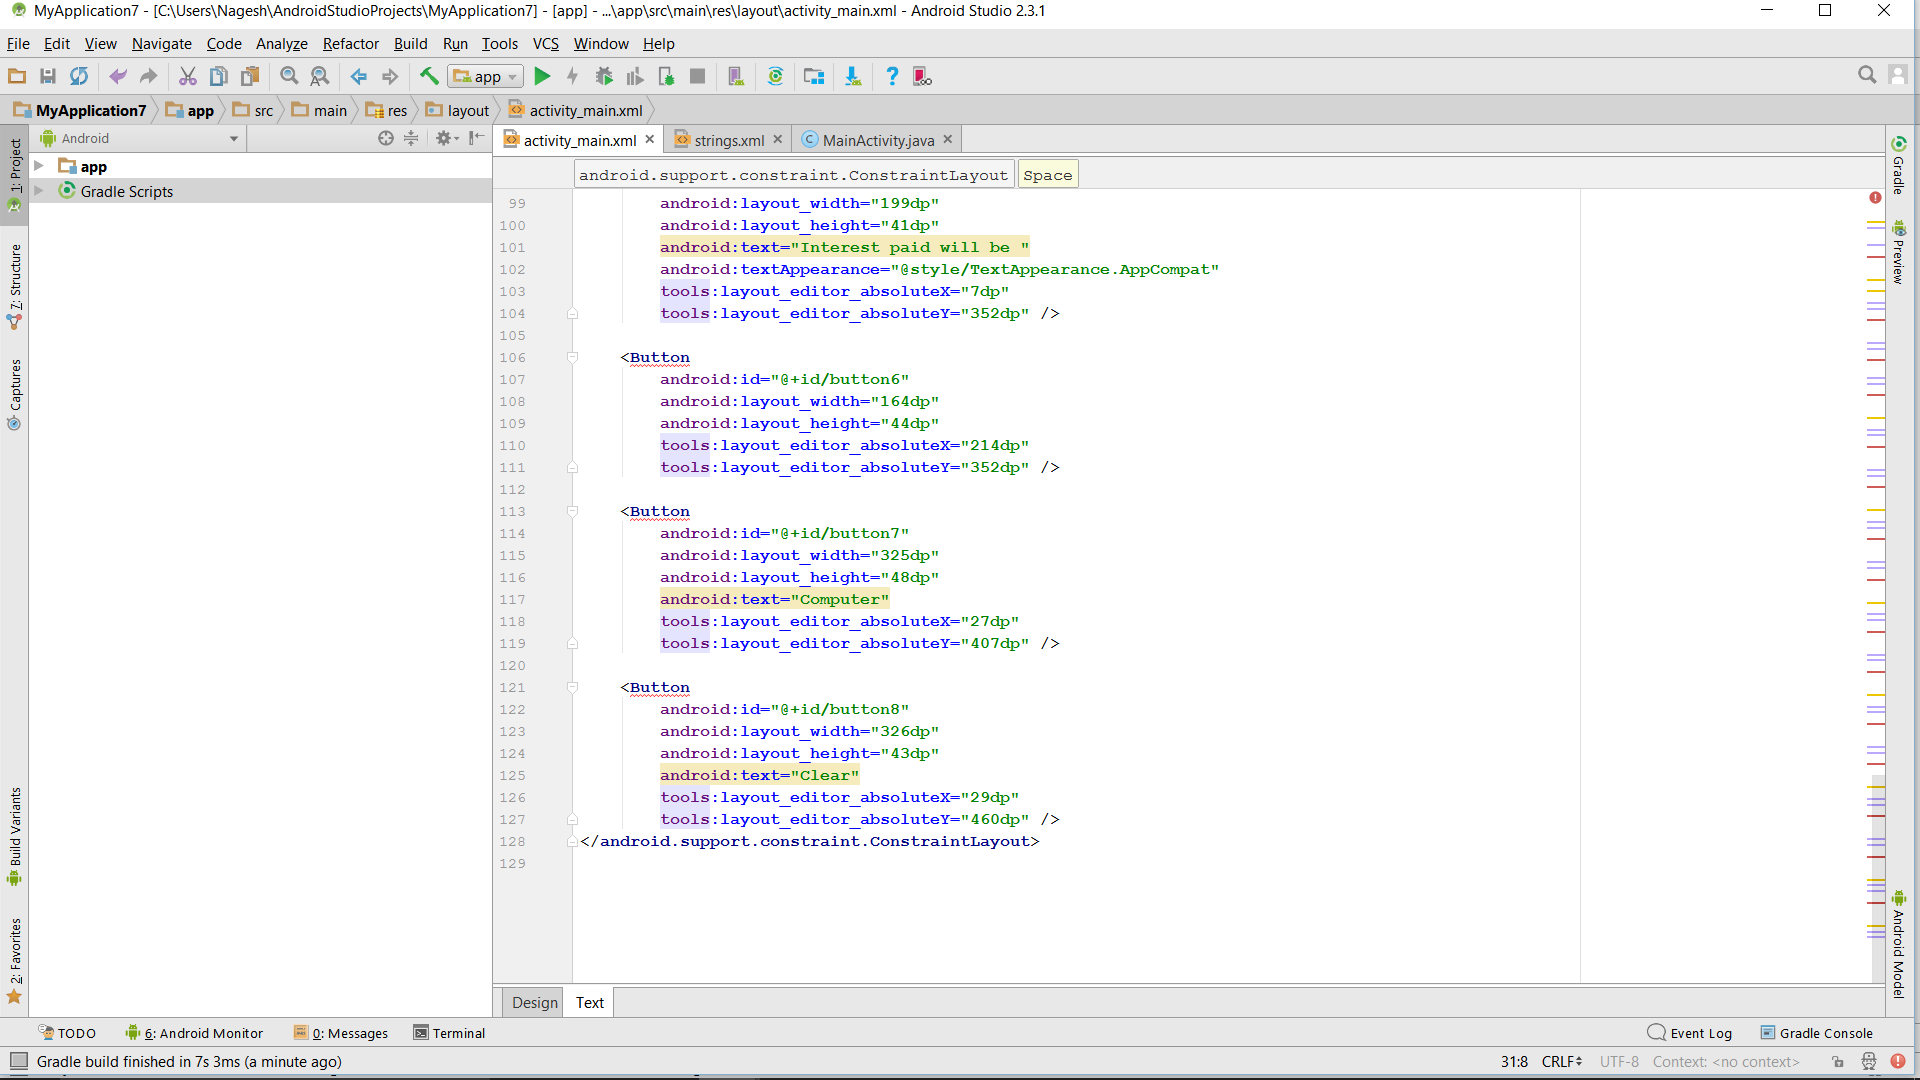 MyApplication7 - [C:\Users\Nagesh\AndroidStudioProjects\MyApplication7] - [app] - ...\app\src\main\res\layout\activity_main.xml - Android Studio 2.3.1
File Edit View Navigate Code Analyze Refactor Build Run Tools VCS Window Help
app
MyApplication7 app src main res layout activity_main.xml
Android
activity_main.xml strings.xml MainActivity.java
app
Gradle Scripts
android.support.constraint.ConstraintLayout Space
99 android:layout_width="199dp"
100 android:layout_height="41dp"
101 android:text="Interest paid will be "
102 android:textAppearance="@style/TextAppearance.AppCompat"
103 tools:layout_editor_absoluteX="7dp"
104 tools:layout_editor_absoluteY="352dp" />
105
106 <Button
107 android:id="@+id/button6"
108 android:layout_width="164dp"
109 android:layout_height="44dp"
110 tools:layout_editor_absoluteX="214dp"
111 tools:layout_editor_absoluteY="352dp" />
112
113 <Button
114 android:id="@+id/button7"
115 android:layout_width="325dp"
116 android:layout_height="48dp"
117 android:text="Computer"
118 tools:layout_editor_absoluteX="27dp"
119 tools:layout_editor_absoluteY="407dp" />
120
121 <Button
122 android:id="@+id/button8"
123 android:layout_width="326dp"
124 android:layout_height="43dp"
125 android:text="Clear"
126 tools:layout_editor_absoluteX="29dp"
127 tools:layout_editor_absoluteY="460dp" />
128 </android.support.constraint.ConstraintLayout>
129
1: Project
7: Structure
Captures
Build Variants
2: Favorites
Gradle
Preview
Android Model
Design Text
TODO 6: Android Monitor 0: Messages Terminal Event Log Gradle Console
Gradle build finished in 7s 3ms (a minute ago) 31:8 CRLF UTF-8 Context: <no context>